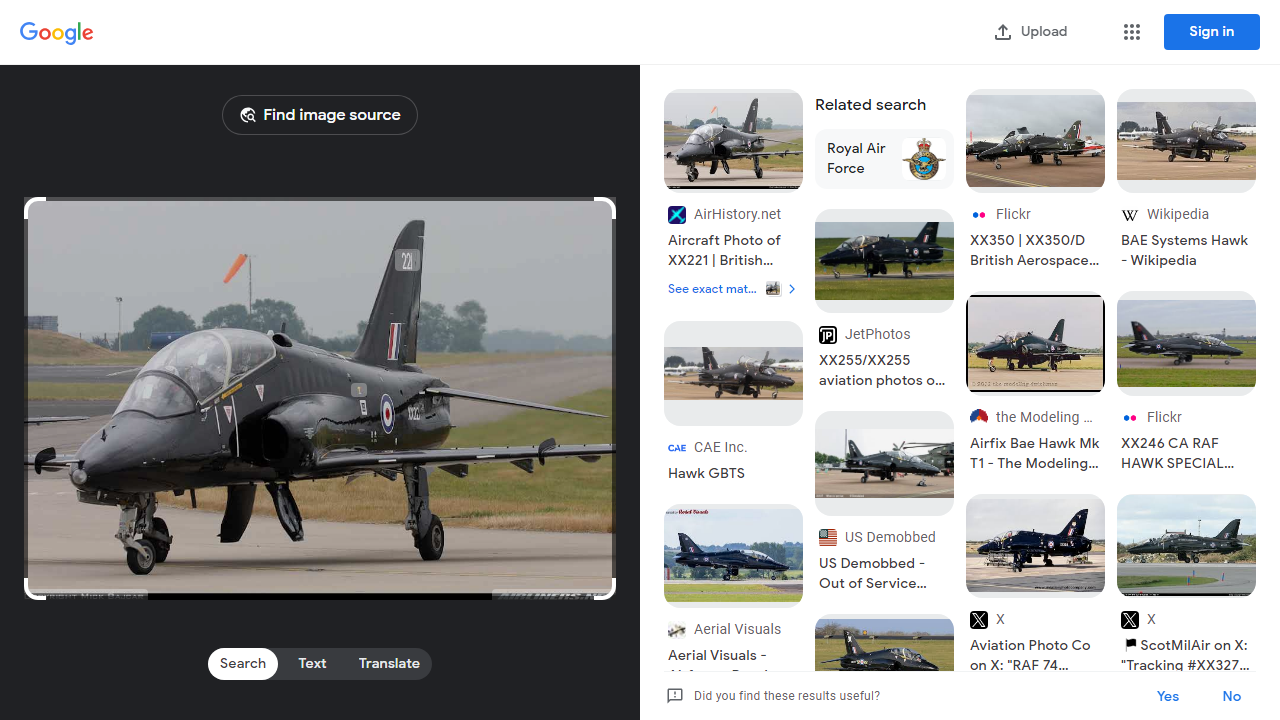 Google
Upload
Sign in
Find image source
221
XX221
Search
Text
Translate
AirHistory.net
Aircraft Photo of
XX221 | British...
See exact mat...
CAE
CAE Inc.
Hawk GBTS
Aerial Visuals
Aerial Visuals -
Related search
Royal Air
Force
JetPhotos
XX255/XX255
aviation photos o...
US Demobbed
US Demobbed -
Out of Service...
Flickr
XX350 | XX350/D
British Aerospace...
the Modeling ...
Airfix Bae Hawk Mk
T1 - The Modeling...
X
Aviation Photo Co
on X: "RAF 74...
W
Wikipedia
BAE Systems Hawk
- Wikipedia
Flickr
XX246 CA RAF
HAWK SPECIAL...
X
ScotMilAir on X:
"Tracking #XX327...
Did you find these results useful?
Yes
No